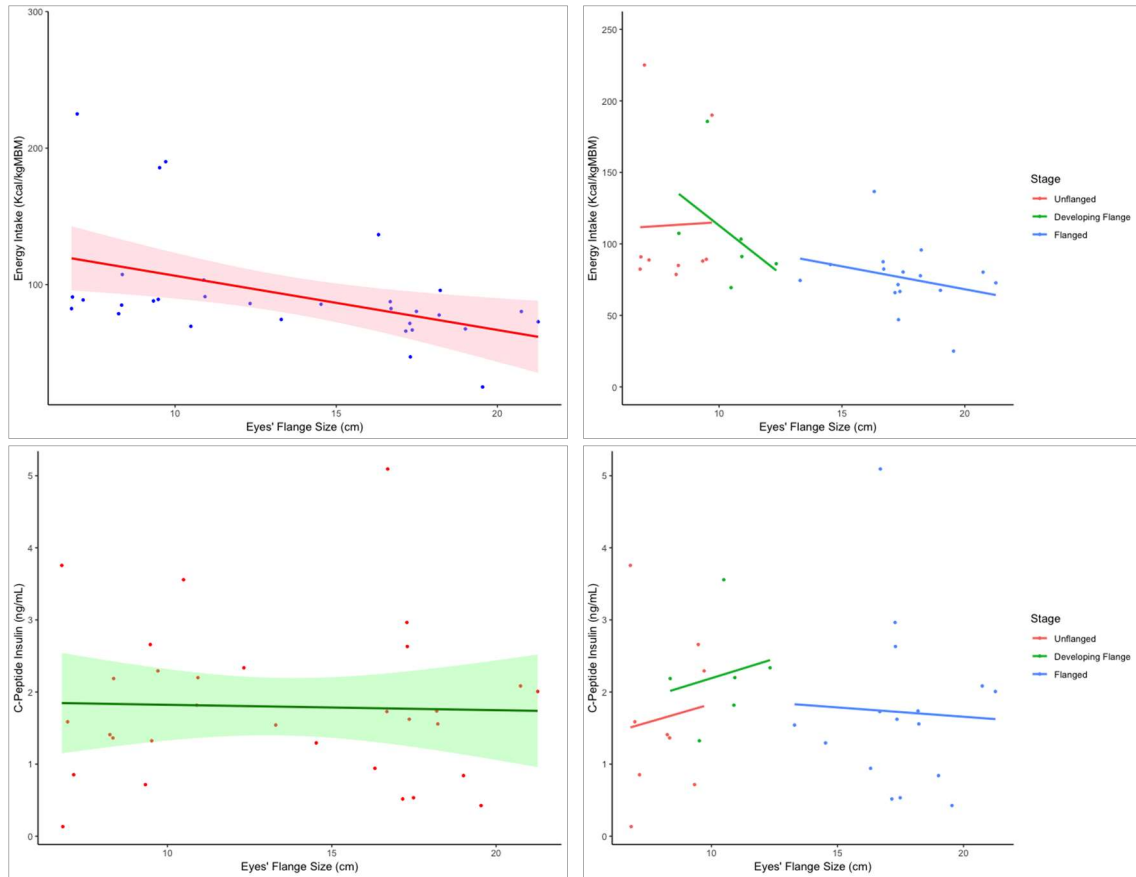 300
200
100
10
15
20
Energy Intake (Kcal/kgMBM)
Eyes' Flange Size (cm)
250
200
150
100
50
0
10
15
20
Energy Intake (Kcal/kgMBM)
Eyes' Flange Size (cm)
Stage
Unflanged
Developing Flange
Flanged
5
4
3
2
1
0
10
15
20
C-Peptide Insulin (ng/mL)
Eyes' Flange Size (cm)
5
4
3
2
1
0
10
15
20
C-Peptide Insulin (ng/mL)
Eyes' Flange Size (cm)
Stage
Unflanged
Developing Flange
Flanged